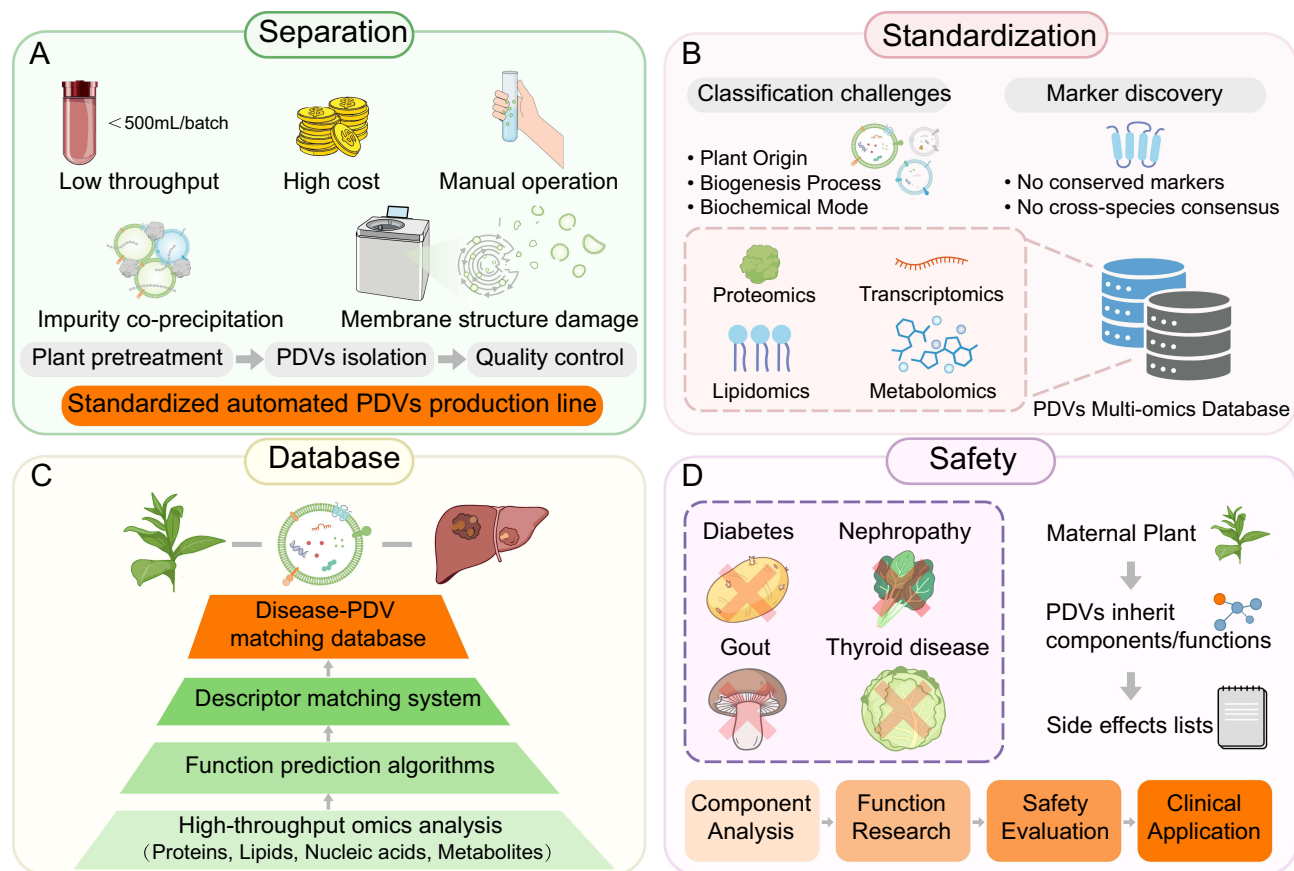 Separation
A
<500mL/batch
Low throughput
High cost
Manual operation
Impurity co-precipitation
Membrane structure damage
Plant pretreatment
PDVs isolation
Quality control
Standardized automated PDVs production line
Standardization
B
Classification challenges
Marker discovery
• Plant Origin
• Biogenesis Process
• Biochemical Mode
• No conserved markers
• No cross-species consensus
Proteomics
Transcriptomics
Lipidomics
Metabolomics
PDVs Multi-omics Database
Database
C
Disease-PDV
matching database
Descriptor matching system
Function prediction algorithms
High-throughput omics analysis
(Proteins, Lipids, Nucleic acids, Metabolites)
Safety
D
Diabetes
Nephropathy
Gout
Thyroid disease
Maternal Plant
PDVs inherit
components/functions
Side effects lists
Component
Analysis
Function
Research
Safety
Evaluation
Clinical
Application